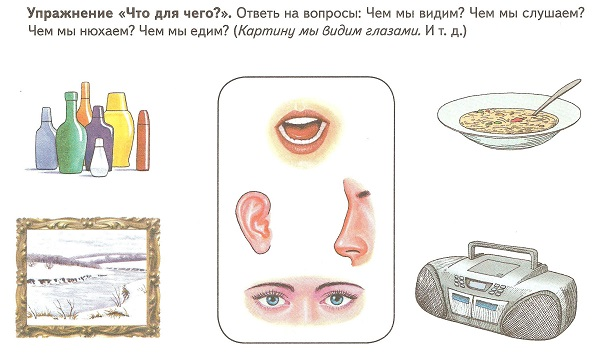 Упражнение «Что для чего?». Ответь на вопросы: Чем мы видим? Чем мы слушаем?
Чем мы нюхаем? Чем мы едим? (Картину мы видим глазами. И т. д.)